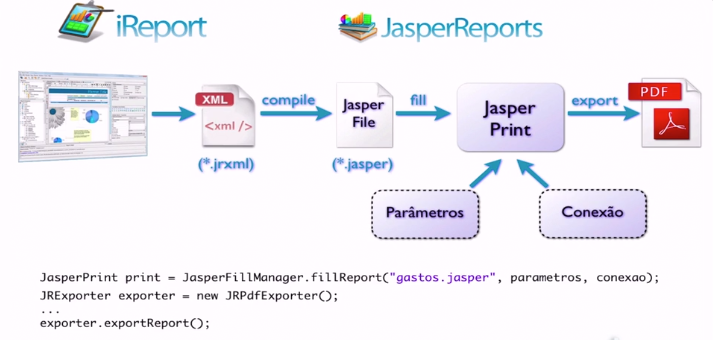 iReport
JasperReports
XML
<xml />
(*.jrxml)
compile
Jasper
File
(*.jasper)
fill
Jasper
Print
export
PDF
Parâmetros
Conexão
JasperPrint print = JasperFillManager.fillReport("gastos.jasper", parametros, conexao);
JRExporter exporter = new JRPdfExporter();
...
exporter.exportReport();